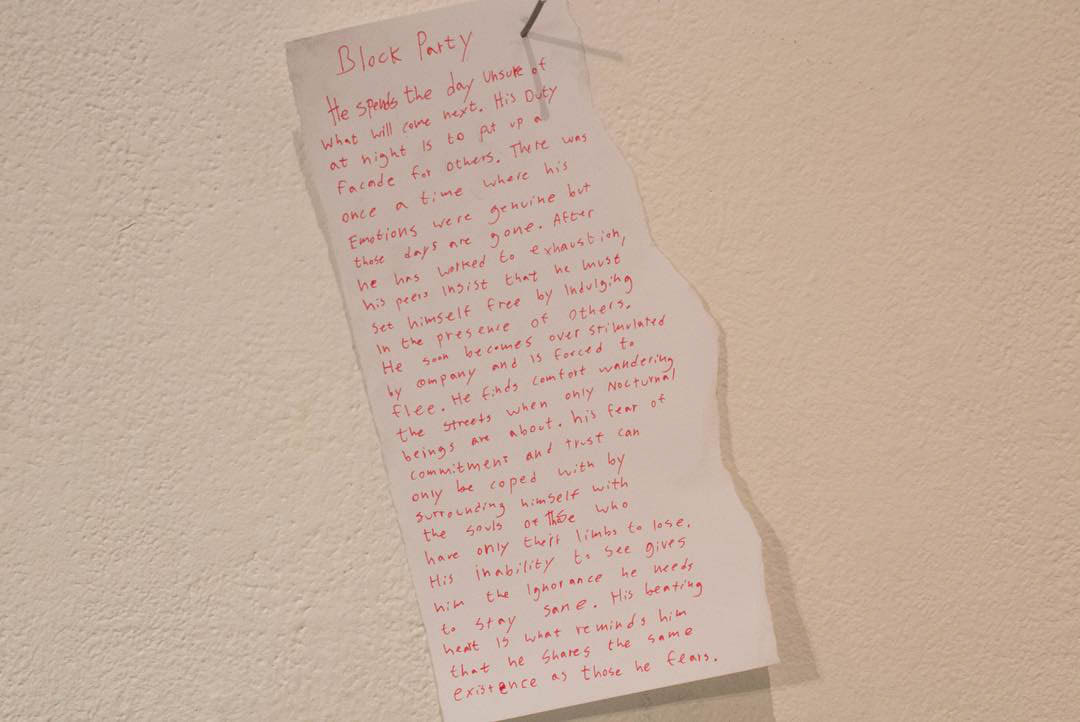 Block Party
He spends the day unsure of
what will come next. His Duty
at night Is to put up a
Facade for others. There was
once a time where his
Emotions were genuine but
those days are gone. After
he has worked to exhaustion,
his peers Insist that he must
set himself free by Indulging
In the presence of others.
He soon becomes over stimulated
by company and Is forced to
flee. He finds comfort wandering
the streets when only Nocturnal
beings are about. his fear of
commitment and trust can
only be coped with by
surrounding himself with
the souls of those who
have only their limbs to lose.
His inability to see gives
him the Ignorance he needs
to stay sane. His beating
heart Is what reminds him
that he shares the same
existence as those he fears.